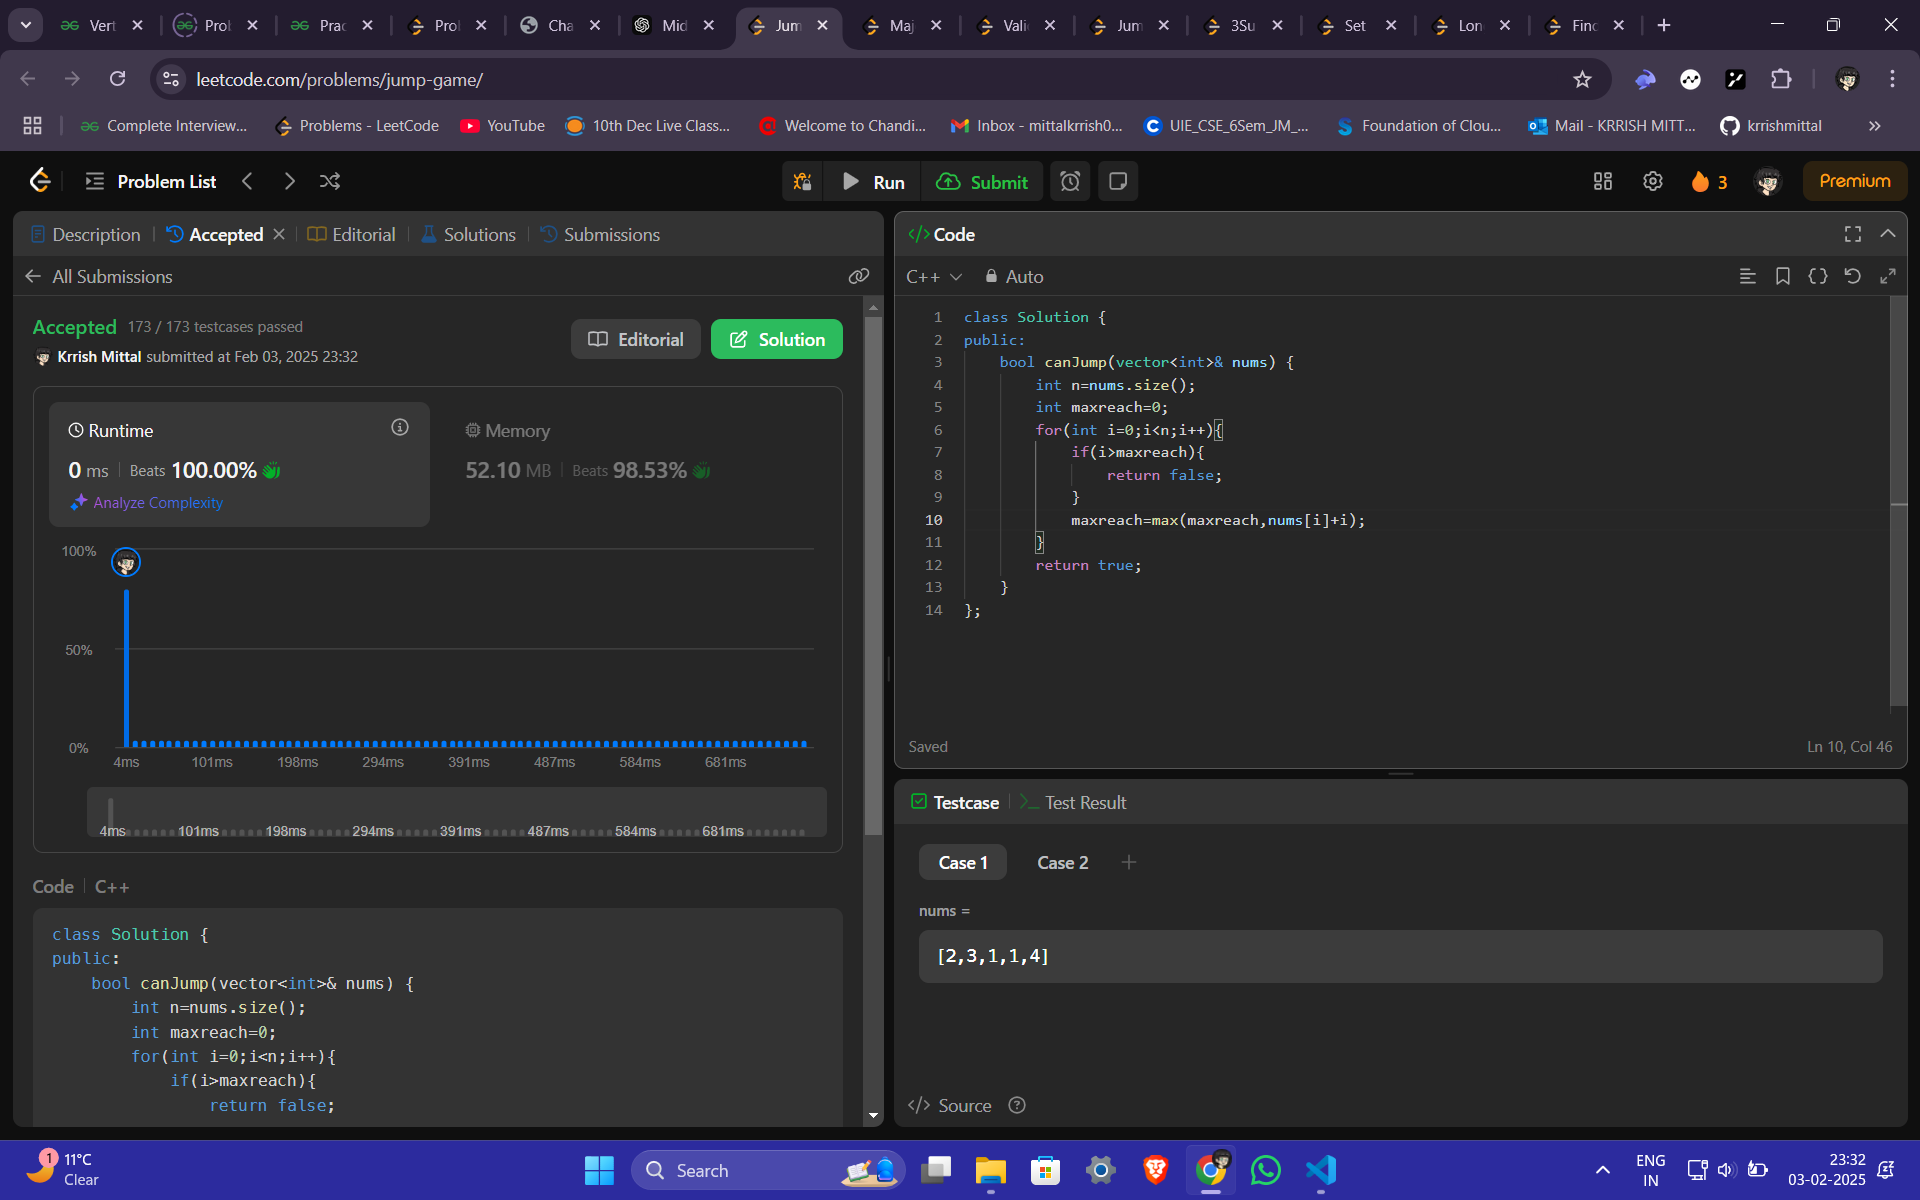 Vert
Prob
Prac
Prol
Cha
Mid
Jum
Maj
Vali
Jum
3Su
Set
Lon
Finc
leetcode.com/problems/jump-game/
Complete Interview...
Problems - LeetCode
YouTube
10th Dec Live Class...
Welcome to Chandi...
Inbox - mittalkrrish0...
UIE_CSE_6Sem_JM_...
Foundation of Clou...
Mail - KRRISH MITT...
krrishmittal
Problem List
Run
Submit
3
Premium
Description
Accepted
Editorial
Solutions
Submissions
All Submissions
Accepted 173 / 173 testcases passed
Krrish Mittal submitted at Feb 03, 2025 23:32
Editorial
Solution
Runtime
0 ms Beats 100.00%
Analyze Complexity
Memory
52.10 MB Beats 98.53%
100%
50%
0%
4ms 101ms 198ms 294ms 391ms 487ms 584ms 681ms
4ms 101ms 198ms 294ms 391ms 487ms 584ms 681ms
Code C++
class Solution {
public:
bool canJump(vector<int>& nums) {
int n=nums.size();
int maxreach=0;
for(int i=0;i<n;i++){
if(i>maxreach){
return false;
</> Code
C++ Auto
1 class Solution {
2 public:
3 bool canJump(vector<int>& nums) {
4 int n=nums.size();
5 int maxreach=0;
6 for(int i=0;i<n;i++){
7 if(i>maxreach){
8 return false;
9 }
10 maxreach=max(maxreach,nums[i]+i);
11 }
12 return true;
13 }
14 };
Saved
Ln 10, Col 46
Testcase
Test Result
Case 1
Case 2
nums =
[2,3,1,1,4]
</> Source
1
11°C
Clear
Search
ENG
IN
23:32
03-02-2025